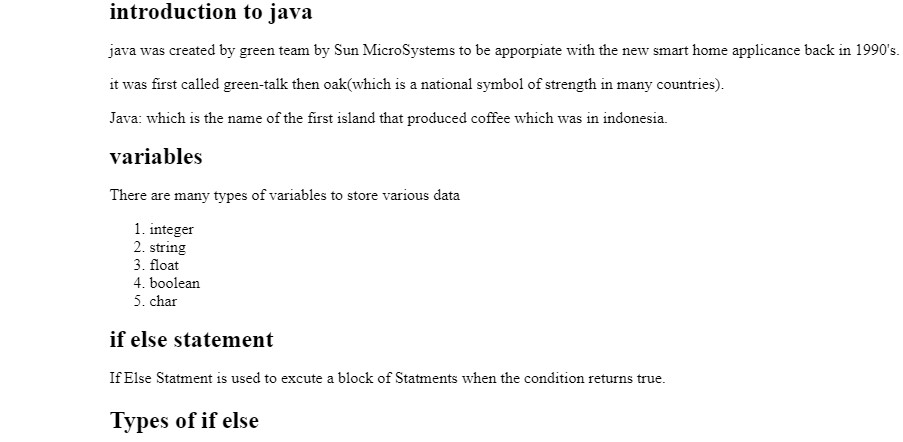 introduction to java
java was created by green team by Sun MicroSystems to be apporpiate with the new smart home applicance back in 1990's.
it was first called green-talk then oak(which is a national symbol of strength in many countries).
Java: which is the name of the first island that produced coffee which was in indonesia.
variables
There are many types of variables to store various data
1. integer
2. string
3. float
4. boolean
5. char
if else statement
If Else Statment is used to excute a block of Statments when the condition returns true.
Types of if else